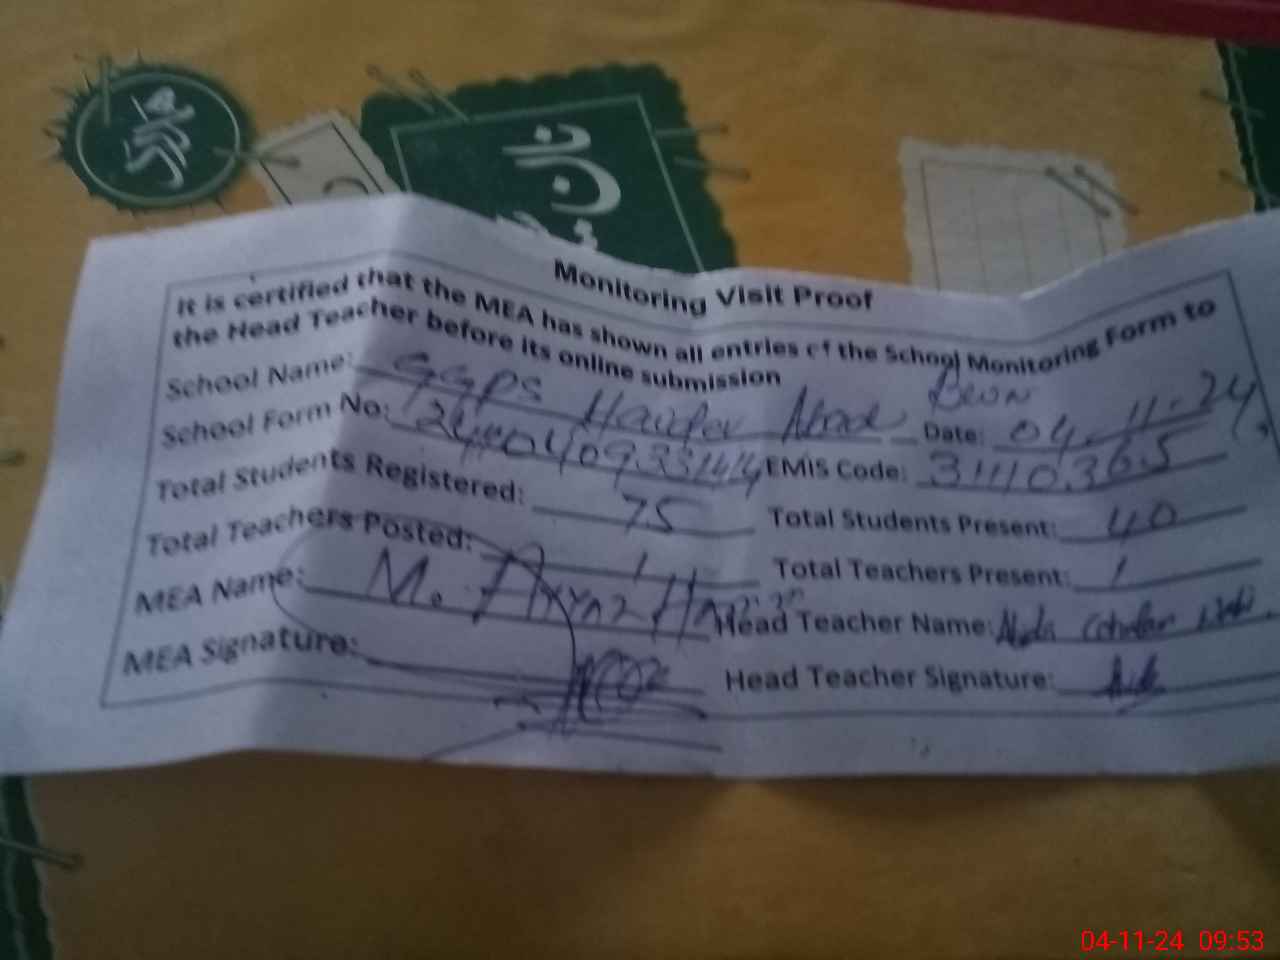 Monitoring Visit Proof
It is certified that the MEA has shown all entries of the School Monitoring Form to
the Head Teacher before its online submission
School Name: GGPS Abad Date: 04-11-24
School Form No: EMIS Code: 31110365
Total Students Registered: 75 Total Students Present: 40
Total Teachers Posted: 1 Total Teachers Present: 1
MEA Name: M. Head Teacher Name:
MEA Signature: Head Teacher Signature:
04-11-24 09:53